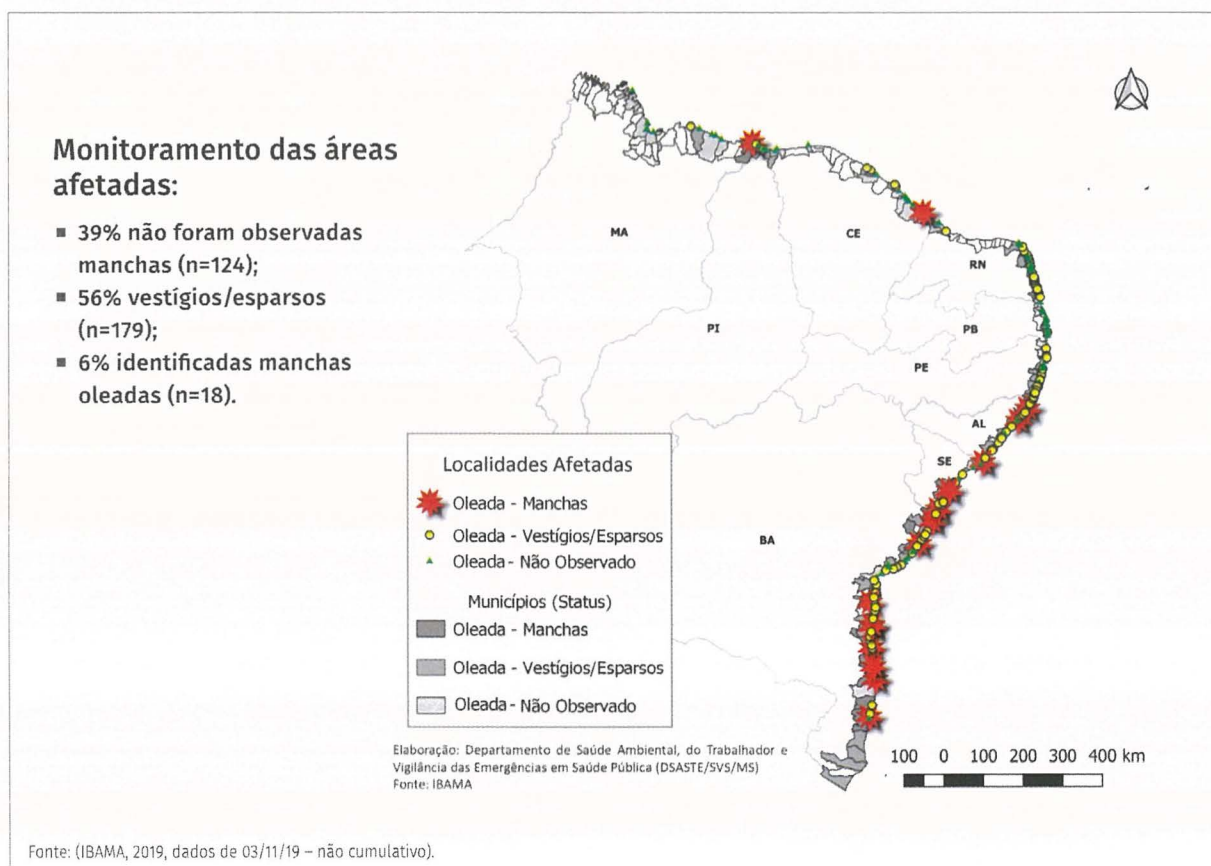 Monitoramento das áreas
afetadas:
▪ 39% não foram observadas
manchas (n=124);
▪ 56% vestígios/esparsos
(n=179);
▪ 6% identificadas manchas
oleadas (n=18).
MA
CE
RN
PI
PB
PE
AL
SE
BA
Localidades Afetadas
Oleada - Manchas
Oleada - Vestígios/Esparsos
Oleada - Não Observado
Municípios (Status)
Oleada - Manchas
Oleada - Vestígios/Esparsos
Oleada - Não Observado
Elaboração: Departamento de Saúde Ambiental, do Trabalhador e
Vigilância das Emergências em Saúde Pública (DSASTE/SVS/MS)
Fonte: IBAMA
100 0 100 200 300 400 km
Fonte: (IBAMA, 2019, dados de 03/11/19 – não cumulativo).